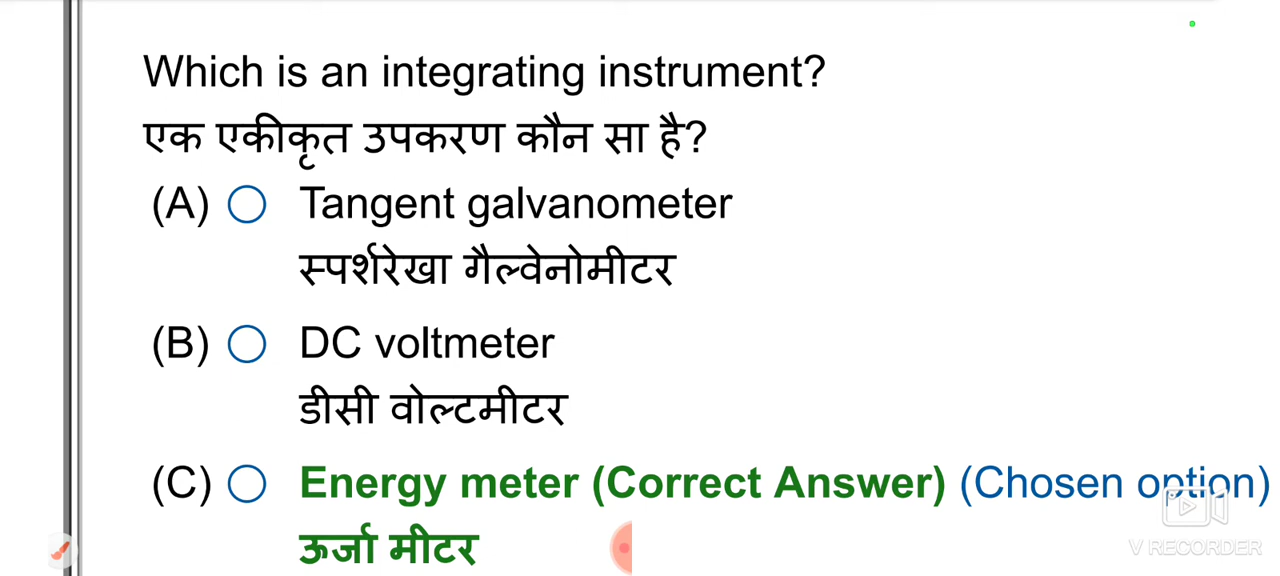 Which is an integrating instrument?
एक एकीकृत उपकरण कौन सा है?
(A) Tangent galvanometer
स्पर्शरेखा गैल्वेनोमीटर
(B) DC voltmeter
डीसी वोल्टमीटर
(C) Energy meter (Correct Answer) (Chosen option)
ऊर्जा मीटर
V RECORDER